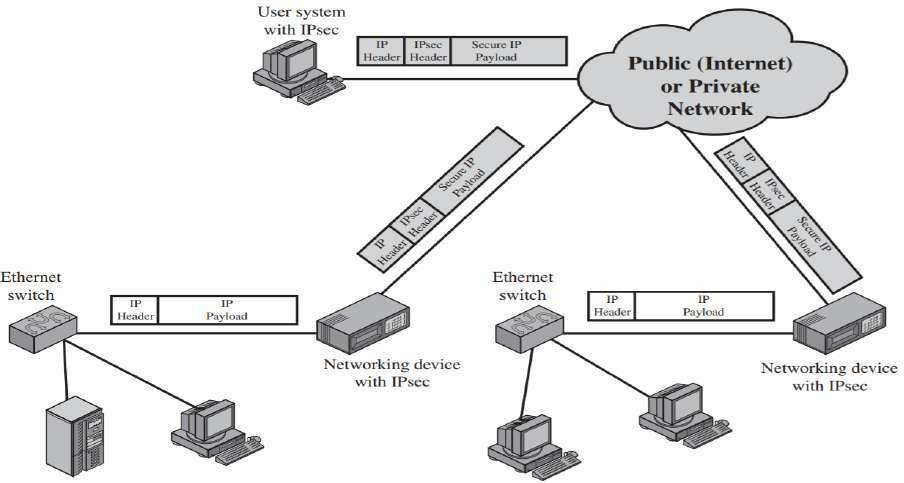 User system
with IPsec
IP
Header
IPsec
Header
Secure IP
Payload
Public (Internet)
or Private
Network
IP
Header
IPsec
Header
Secure IP
Payload
IP
Header
IPsec
Header
Secure IP
Payload
Ethernet
switch
IP
Header
IP
Payload
Networking device
with IPsec
Ethernet
switch
IP
Header
IP
Payload
Networking device
with IPsec